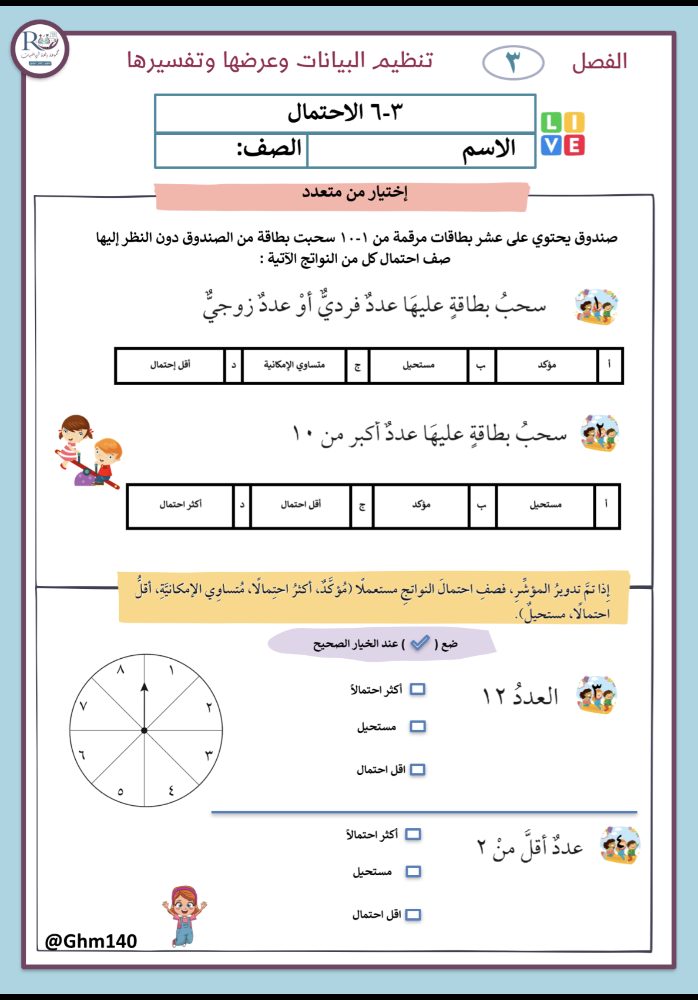 الفصل ٣ تنظيم البيانات وعرضها وتفسيرها
مجموعة رفعة الرياضيات
٣-٦ الاحتمال
LIVE
الاسم
الصف:
إختيار من متعدد
صندوق يحتوي على عشر بطاقات مرقمة من ١-١٠ سحبت بطاقة من الصندوق دون النظر إليها
صف احتمال كل من النواتج الآتية :
١ سحبُ بطاقةٍ عليهَا عددٌ فرديٌّ أوْ عددٌ زوجيٌّ
أ مؤكد ب مستحيل ج متساوي الإمكانية د أقل إحتمال
٢ سحبُ بطاقةٍ عليهَا عددٌ أكبر من ١٠
أ مستحيل ب مؤكد ج أقل احتمال د أكثر احتمال
إِذا تمَّ تدويرُ المؤشِّرِ، فصفِ احتمالَ النواتجِ مستعملًا (مُؤكَّدٌ، أكثرُ احتِمالًا، مُتساوِي الإمكانيَّةِ، أقلُّ
احتمالًا، مستحيلٌ).
ضع ( ✓ ) عند الخيار الصحيح
٣ العددُ ١٢
أكثر احتمالاً
مستحيل
اقل احتمال
١
٢
٣
٤
٥
٦
٧
٨
٤ عددٌ أقلَّ منْ ٢
أكثر احتمالاً
مستحيل
اقل احتمال
@Ghm140